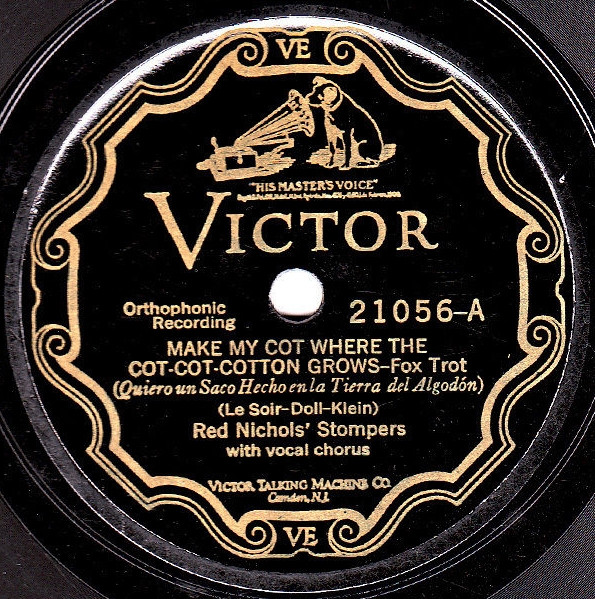 VE
"HIS MASTER'S VOICE"
VICTOR
Orthophonic
Recording
21056-A
MAKE MY COT WHERE THE
COT-COT-COTTON GROWS-Fox Trot
(Quiero un Saco Hecho en la Tierra del Algodón)
(Le Soir-Doll-Klein)
Red Nichols' Stompers
with vocal chorus
VICTOR TALKING MACHINE CO.
Camden, N.J.
VE